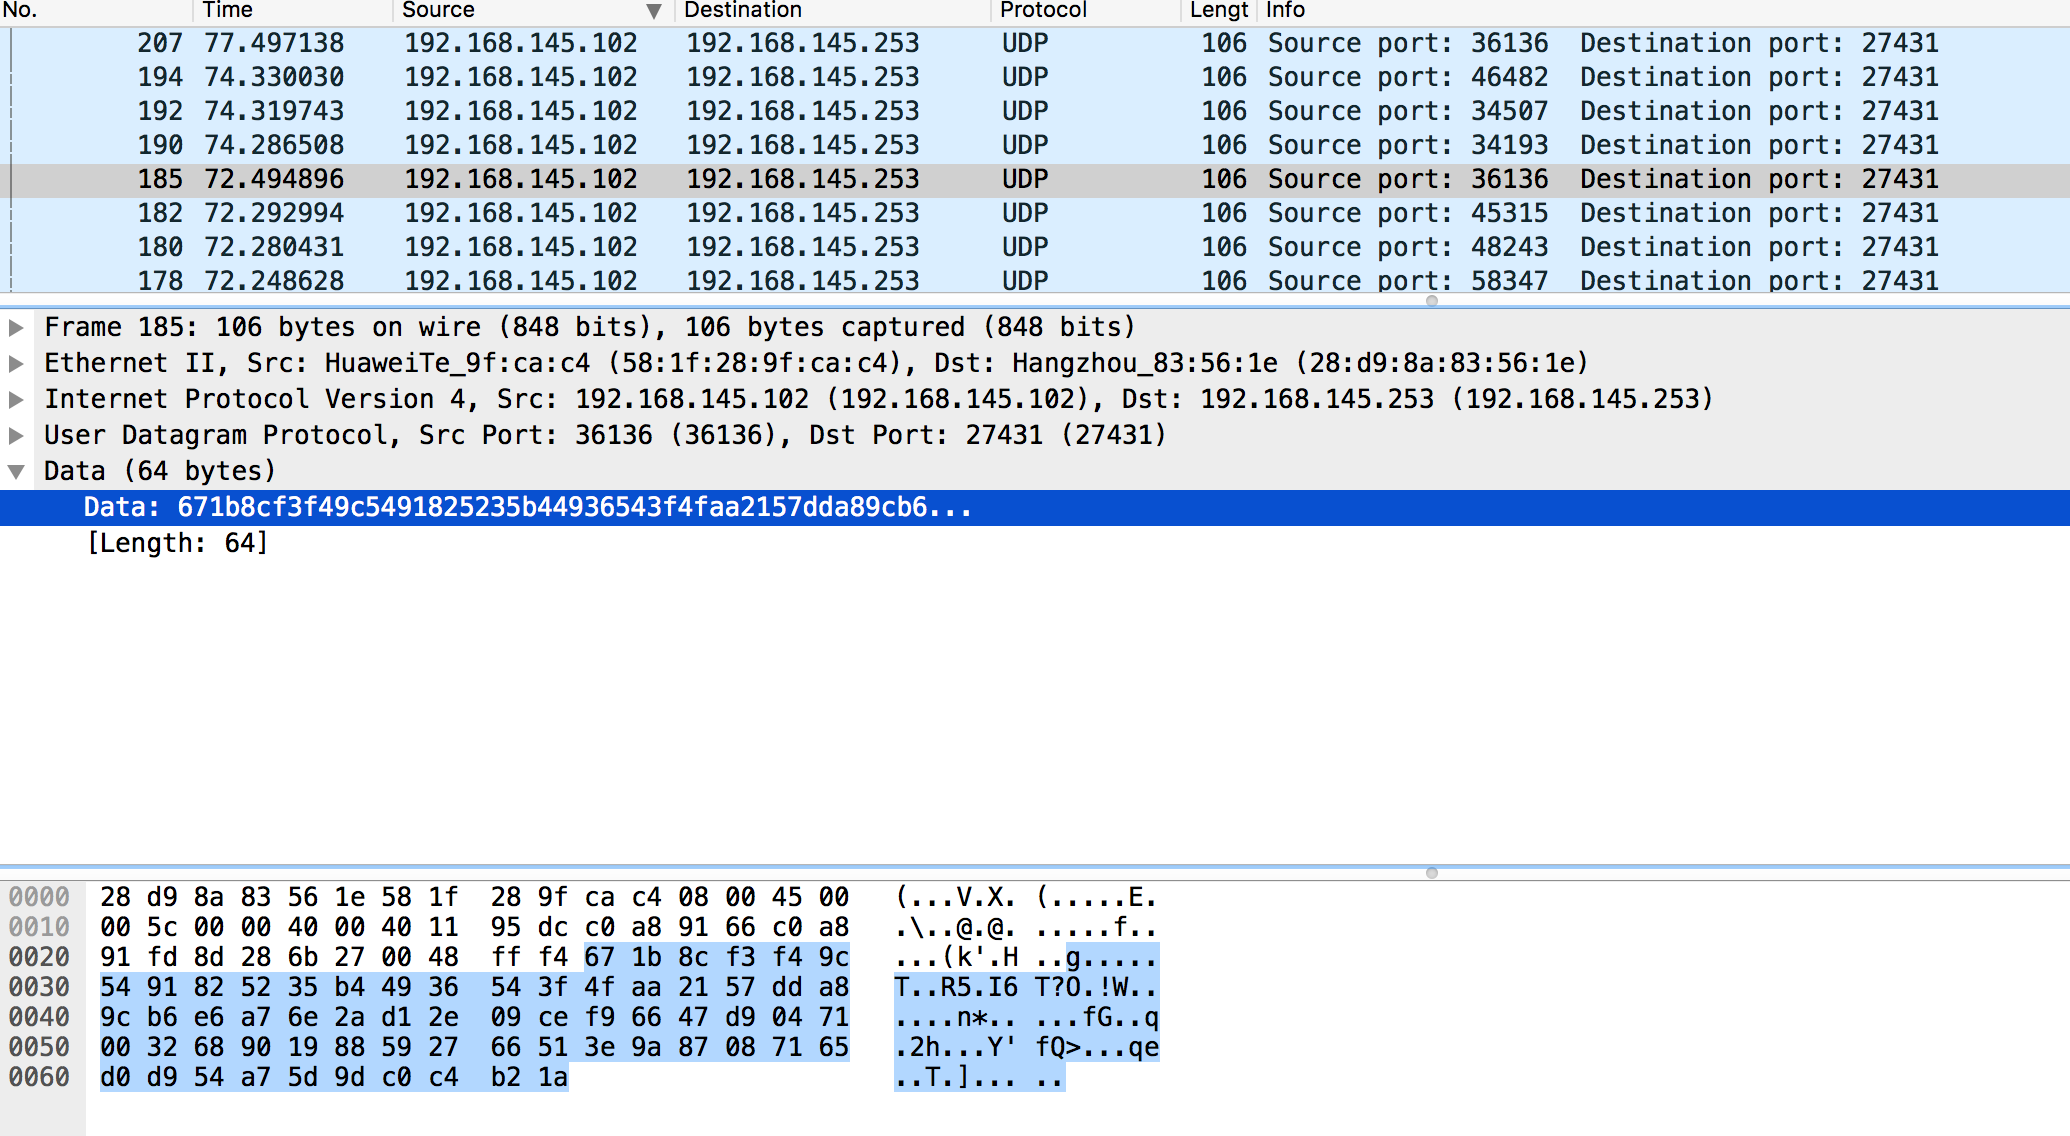 No. Time Source Destination Protocol Lengt Info
207 77.497138 192.168.145.102 192.168.145.253 UDP 106 Source port: 36136 Destination port: 27431
194 74.330030 192.168.145.102 192.168.145.253 UDP 106 Source port: 46482 Destination port: 27431
192 74.319743 192.168.145.102 192.168.145.253 UDP 106 Source port: 34507 Destination port: 27431
190 74.286508 192.168.145.102 192.168.145.253 UDP 106 Source port: 34193 Destination port: 27431
185 72.494896 192.168.145.102 192.168.145.253 UDP 106 Source port: 36136 Destination port: 27431
182 72.292994 192.168.145.102 192.168.145.253 UDP 106 Source port: 45315 Destination port: 27431
180 72.280431 192.168.145.102 192.168.145.253 UDP 106 Source port: 48243 Destination port: 27431
178 72.248628 192.168.145.102 192.168.145.253 UDP 106 Source port: 58347 Destination port: 27431
Frame 185: 106 bytes on wire (848 bits), 106 bytes captured (848 bits)
Ethernet II, Src: HuaweiTe_9f:ca:c4 (58:1f:28:9f:ca:c4), Dst: Hangzhou_83:56:1e (28:d9:8a:83:56:1e)
Internet Protocol Version 4, Src: 192.168.145.102 (192.168.145.102), Dst: 192.168.145.253 (192.168.145.253)
User Datagram Protocol, Src Port: 36136 (36136), Dst Port: 27431 (27431)
Data (64 bytes)
Data: 671b8cf3f49c5491825235b44936543f4faa2157dda89cb6...
[Length: 64]
0000 28 d9 8a 83 56 1e 58 1f 28 9f ca c4 08 00 45 00 (...V.X. (.....E.
0010 00 5c 00 00 40 00 40 11 95 dc c0 a8 91 66 c0 a8 .\..@.@. .....f..
0020 91 fd 8d 28 6b 27 00 48 ff f4 67 1b 8c f3 f4 9c ...(k'.H ..g.....
0030 54 91 82 52 35 b4 49 36 54 3f 4f aa 21 57 dd a8 T..R5.I6 T?O.!W..
0040 9c b6 e6 a7 6e 2a d1 2e 09 ce f9 66 47 d9 04 71 ....n*.. ...fG..q
0050 00 32 68 90 19 88 59 27 66 51 3e 9a 87 08 71 65 .2h...Y' fQ>...qe
0060 d0 d9 54 a7 5d 9d c0 c4 b2 1a ..T.]... ..